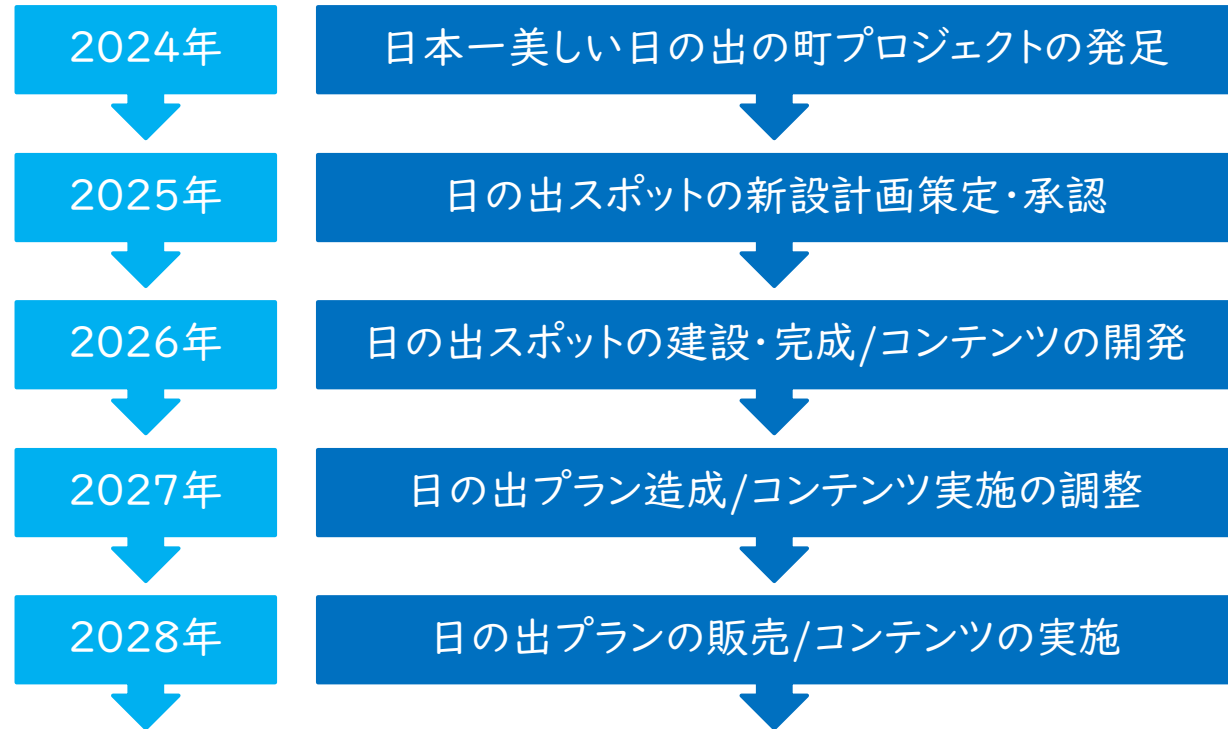 2024年
日本一美しい日の出の町プロジェクトの発足
2025年
日の出スポットの新設計画策定・承認
2026年
日の出スポットの建設・完成/コンテンツの開発
2027年
日の出プラン造成/コンテンツ実施の調整
2028年
日の出プランの販売/コンテンツの実施